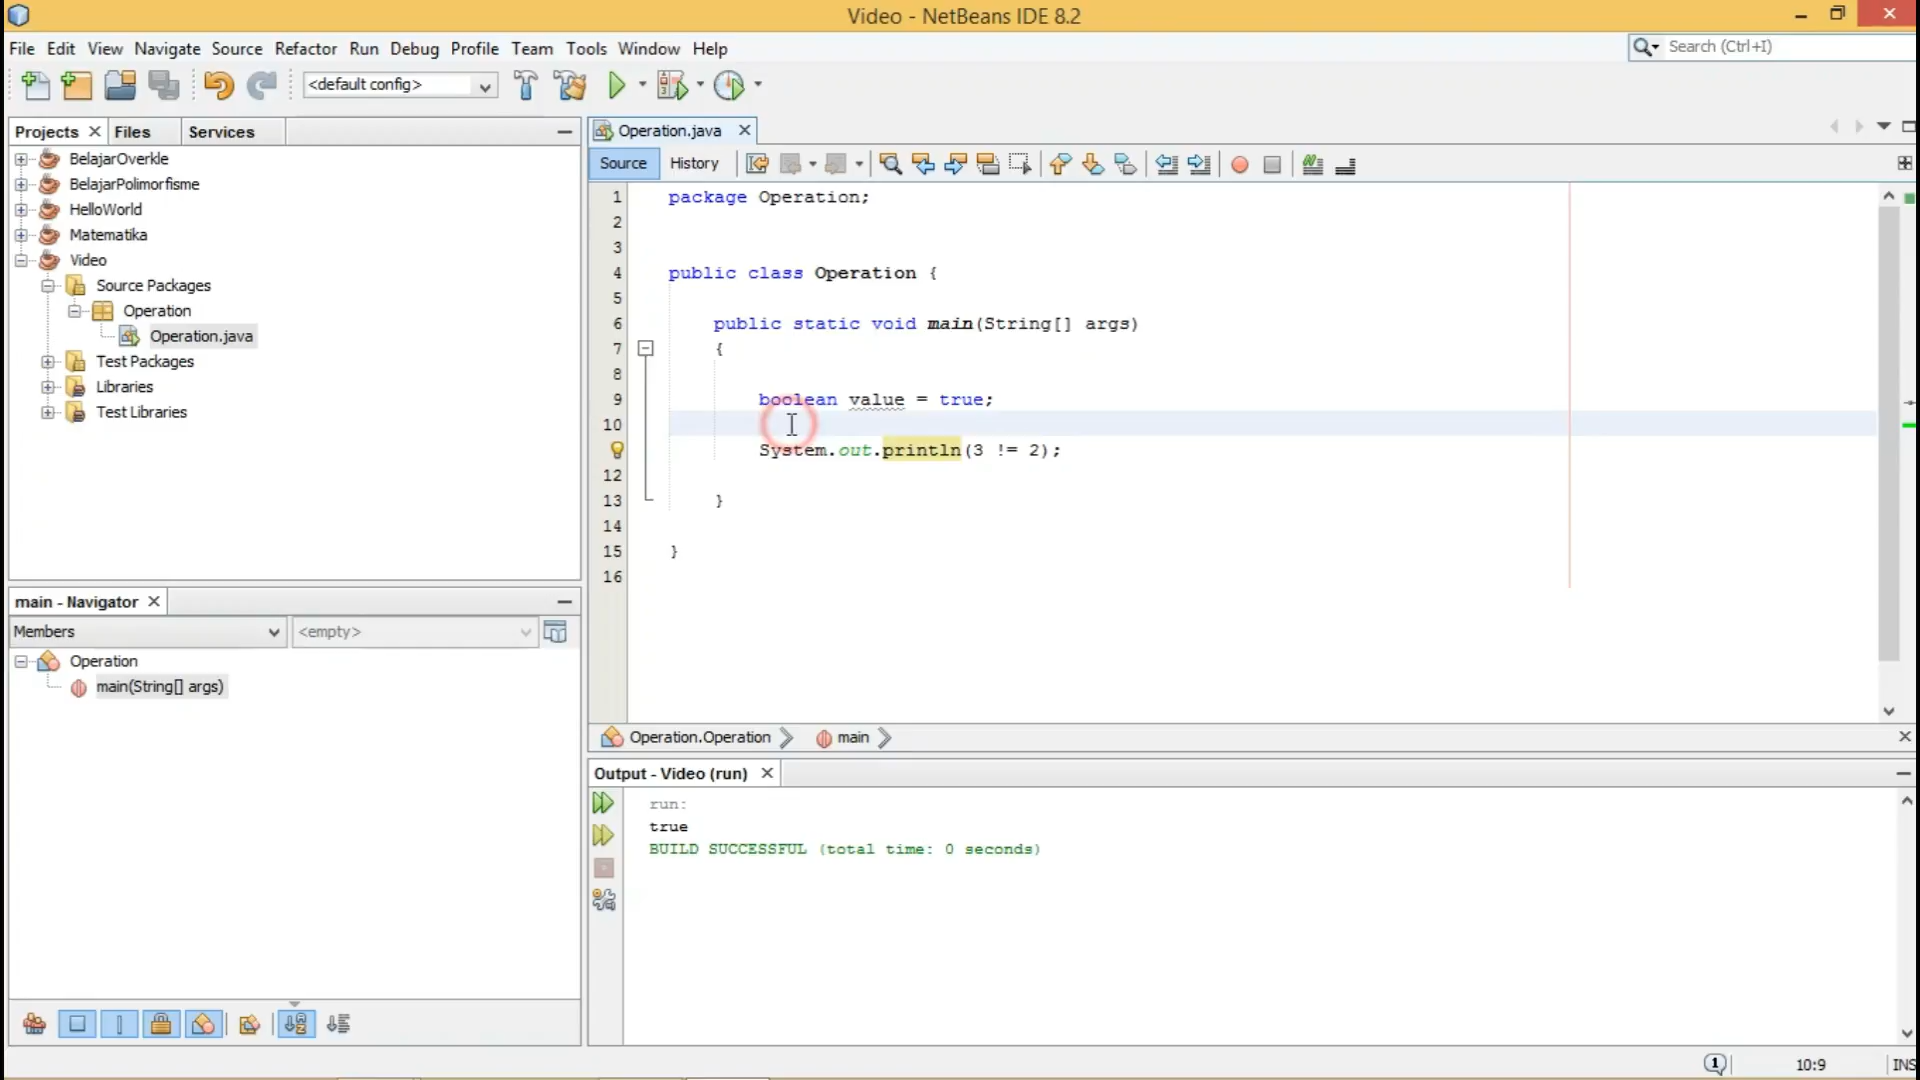 Video - NetBeans IDE 8.2
File Edit View Navigate Source Refactor Run Debug Profile Team Tools Window Help
Search (Ctrl+I)
<default config>
Projects Files Services
BelajarOverkle
BelajarPolimorfisme
HelloWorld
Matematika
Video
Source Packages
Operation
Operation.java
Test Packages
Libraries
Test Libraries
main - Navigator
Members <empty>
Operation
main(String[] args)
Operation.java
Source History
1 package Operation;
2
3
4 public class Operation {
5
6 public static void main(String[] args)
7 {
8
9 boolean value = true;
10
System.out.println(3 != 2);
12
13 }
14
15 }
16
Operation.Operation main
Output - Video (run)
run:
true
BUILD SUCCESSFUL (total time: 0 seconds)
1 10:9 INS